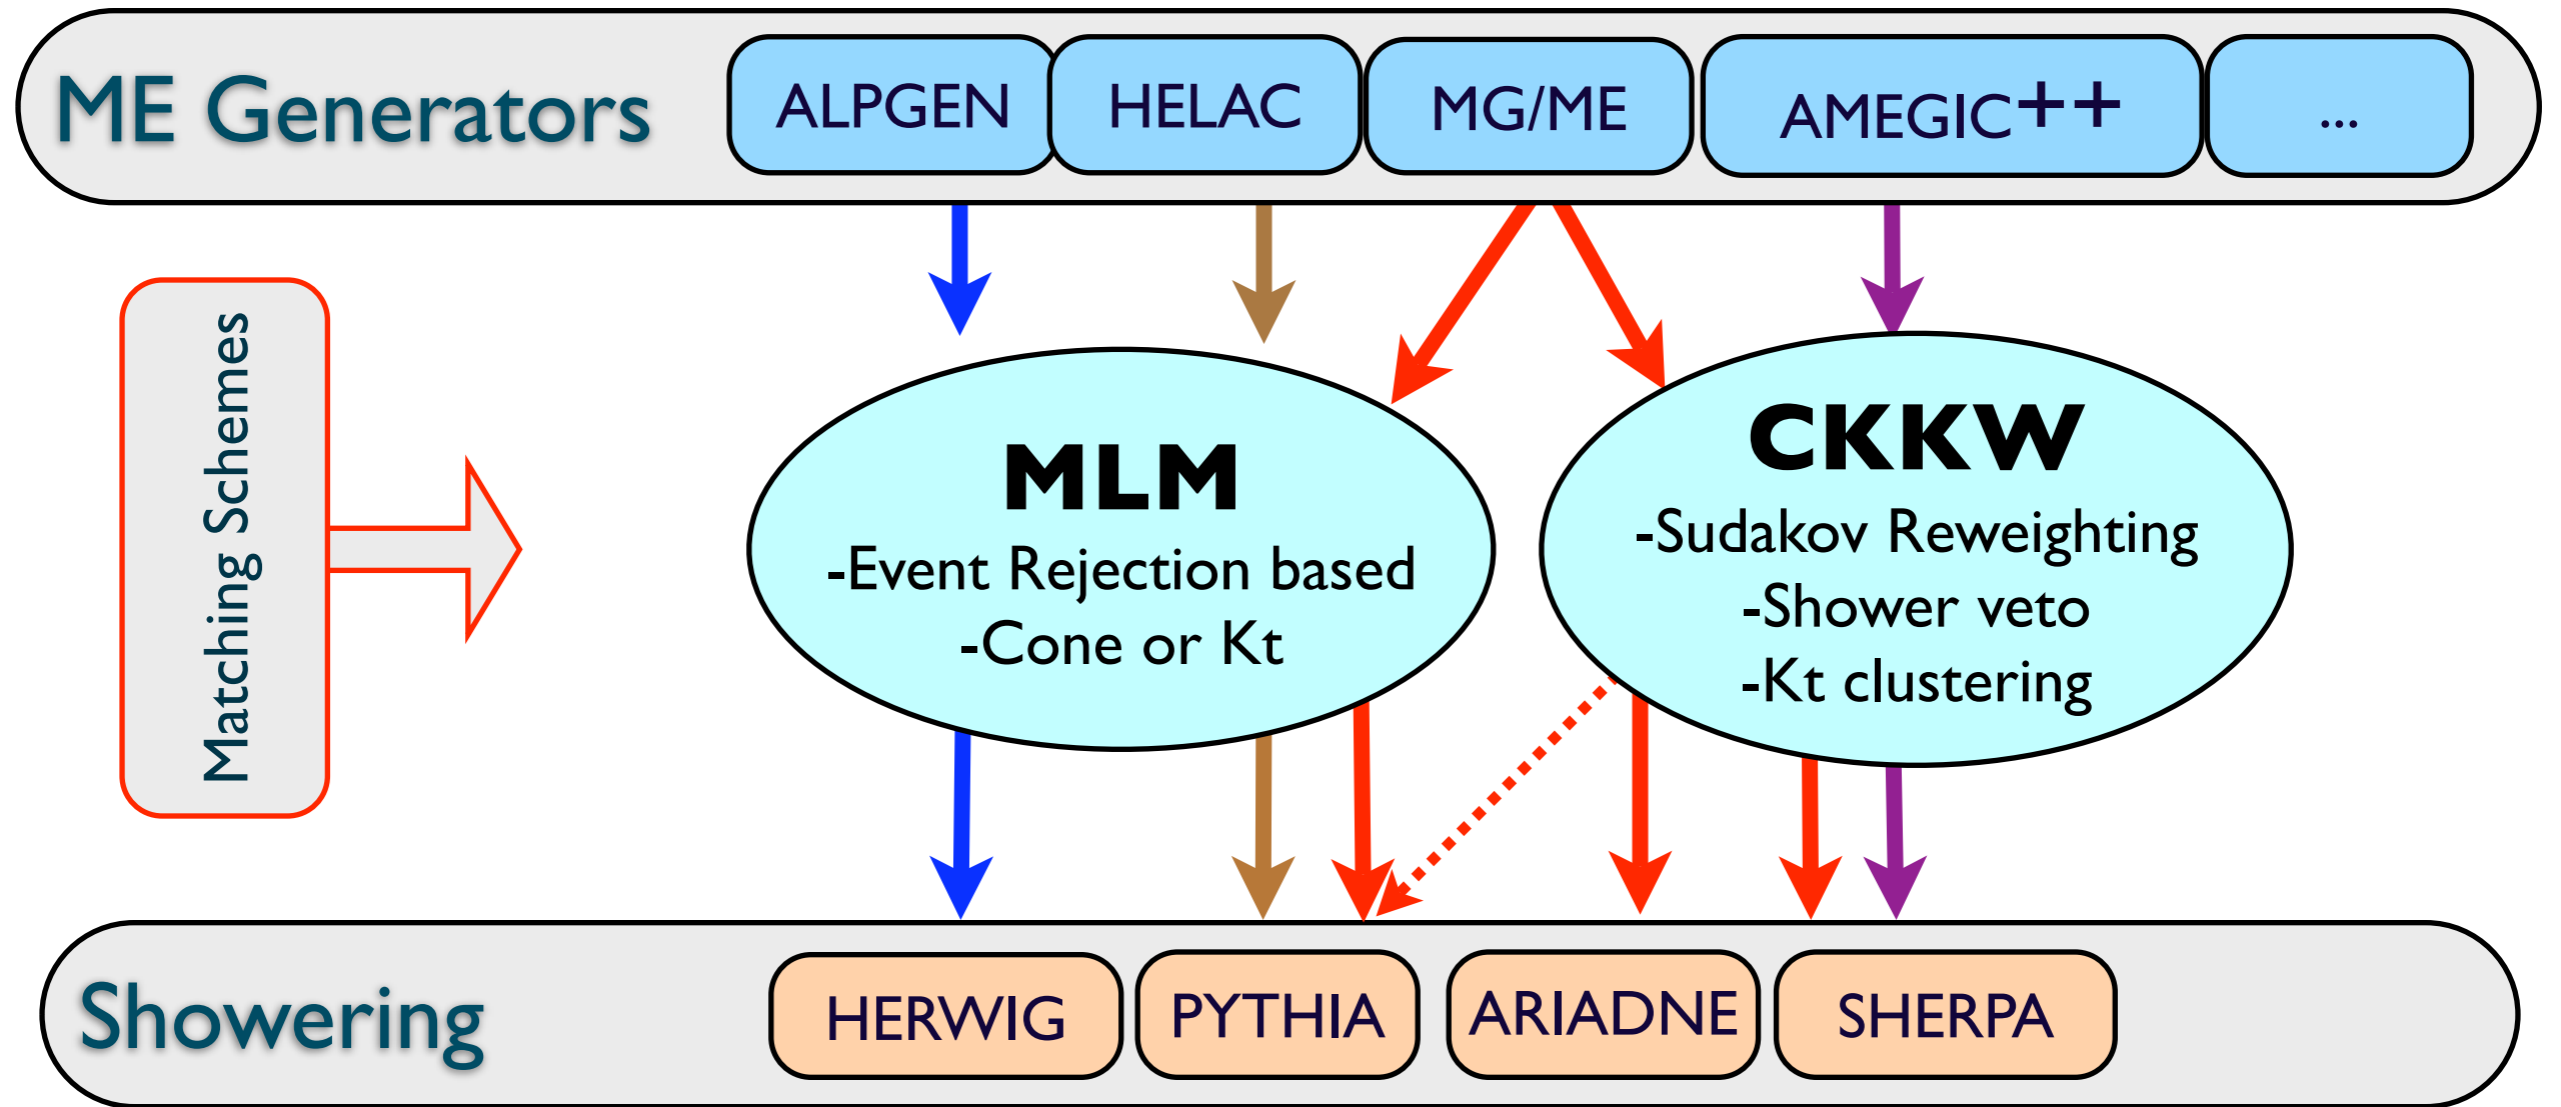 ME Generators
ALPGEN
HELAC
MG/ME
AMEGIC++
...
Matching Schemes
MLM
-Event Rejection based
-Cone or Kt
CKKW
-Sudakov Reweighting
-Shower veto
-Kt clustering
Showering
HERWIG
PYTHIA
ARIADNE
SHERPA